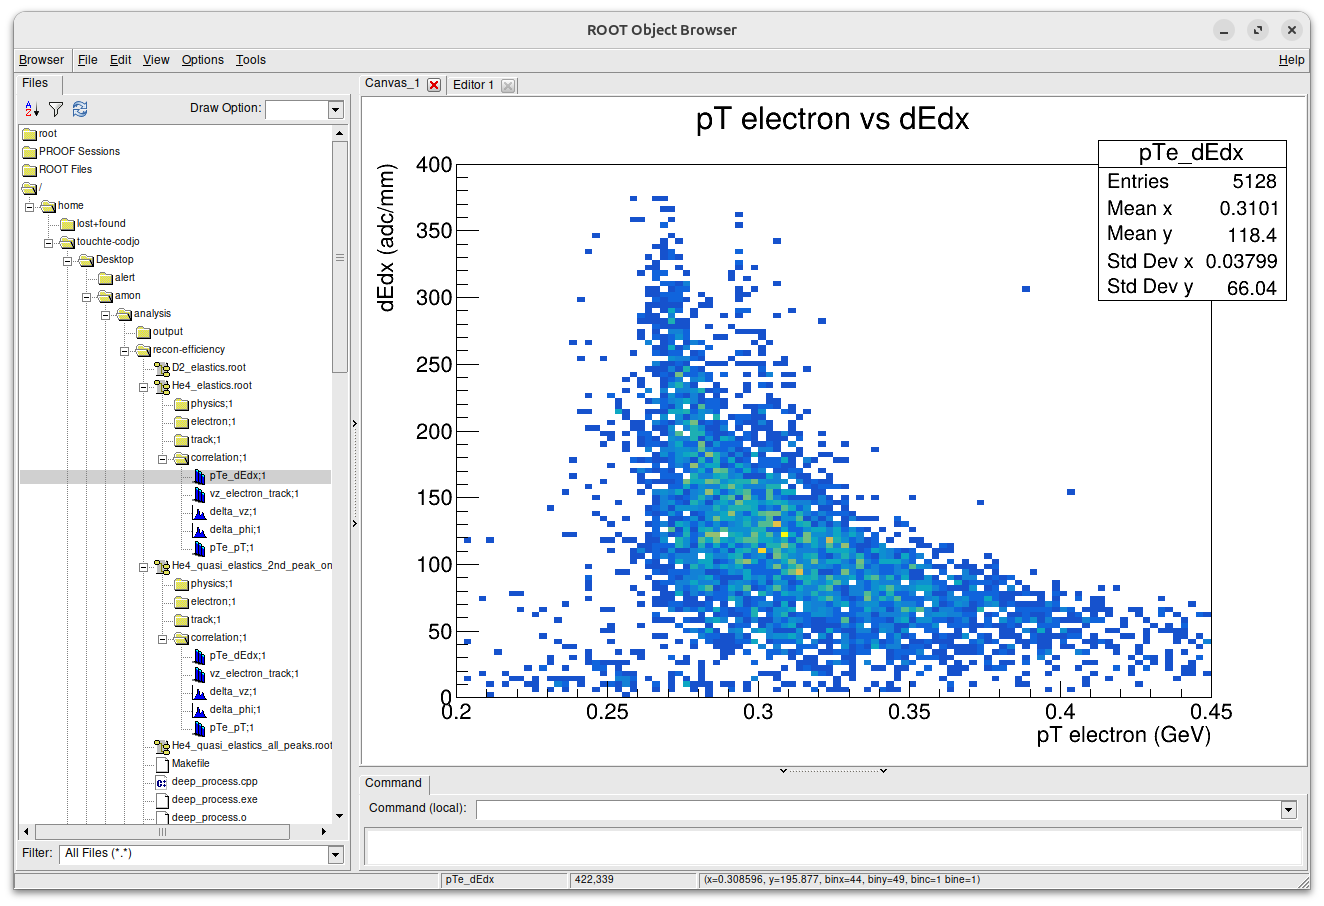 ROOT Object Browser
Browser File Edit View Options Tools Help
Files
Draw Option:
root
PROOF Sessions
ROOT Files
/
home
lost+found
touchte-codjo
Desktop
alert
amon
analysis
output
recon-efficiency
D2_elastics.root
He4_elastics.root
physics;1
electron;1
track;1
correlation;1
pTe_dEdx;1
vz_electron_track;1
delta_vz;1
delta_phi;1
pTe_pT;1
He4_quasi_elastics_2nd_peak_on
physics;1
electron;1
track;1
correlation;1
pTe_dEdx;1
vz_electron_track;1
delta_vz;1
delta_phi;1
pTe_pT;1
He4_quasi_elastics_all_peaks.root
Makefile
deep_process.cpp
deep_process.exe
deep_process.o
Filter: All Files (*.*)
Canvas_1 Editor 1
pT electron vs dEdx
pTe_dEdx
Entries 5128
Mean x 0.3101
Mean y 118.4
Std Dev x 0.03799
Std Dev y 66.04
dEdx (adc/mm)
400
350
300
250
200
150
100
50
0
0.2 0.25 0.3 0.35 0.4 0.45
pT electron (GeV)
Command
Command (local):
pTe_dEdx 422,339 (x=0.308596, y=195.877, binx=44, biny=49, binc=1 bine=1)